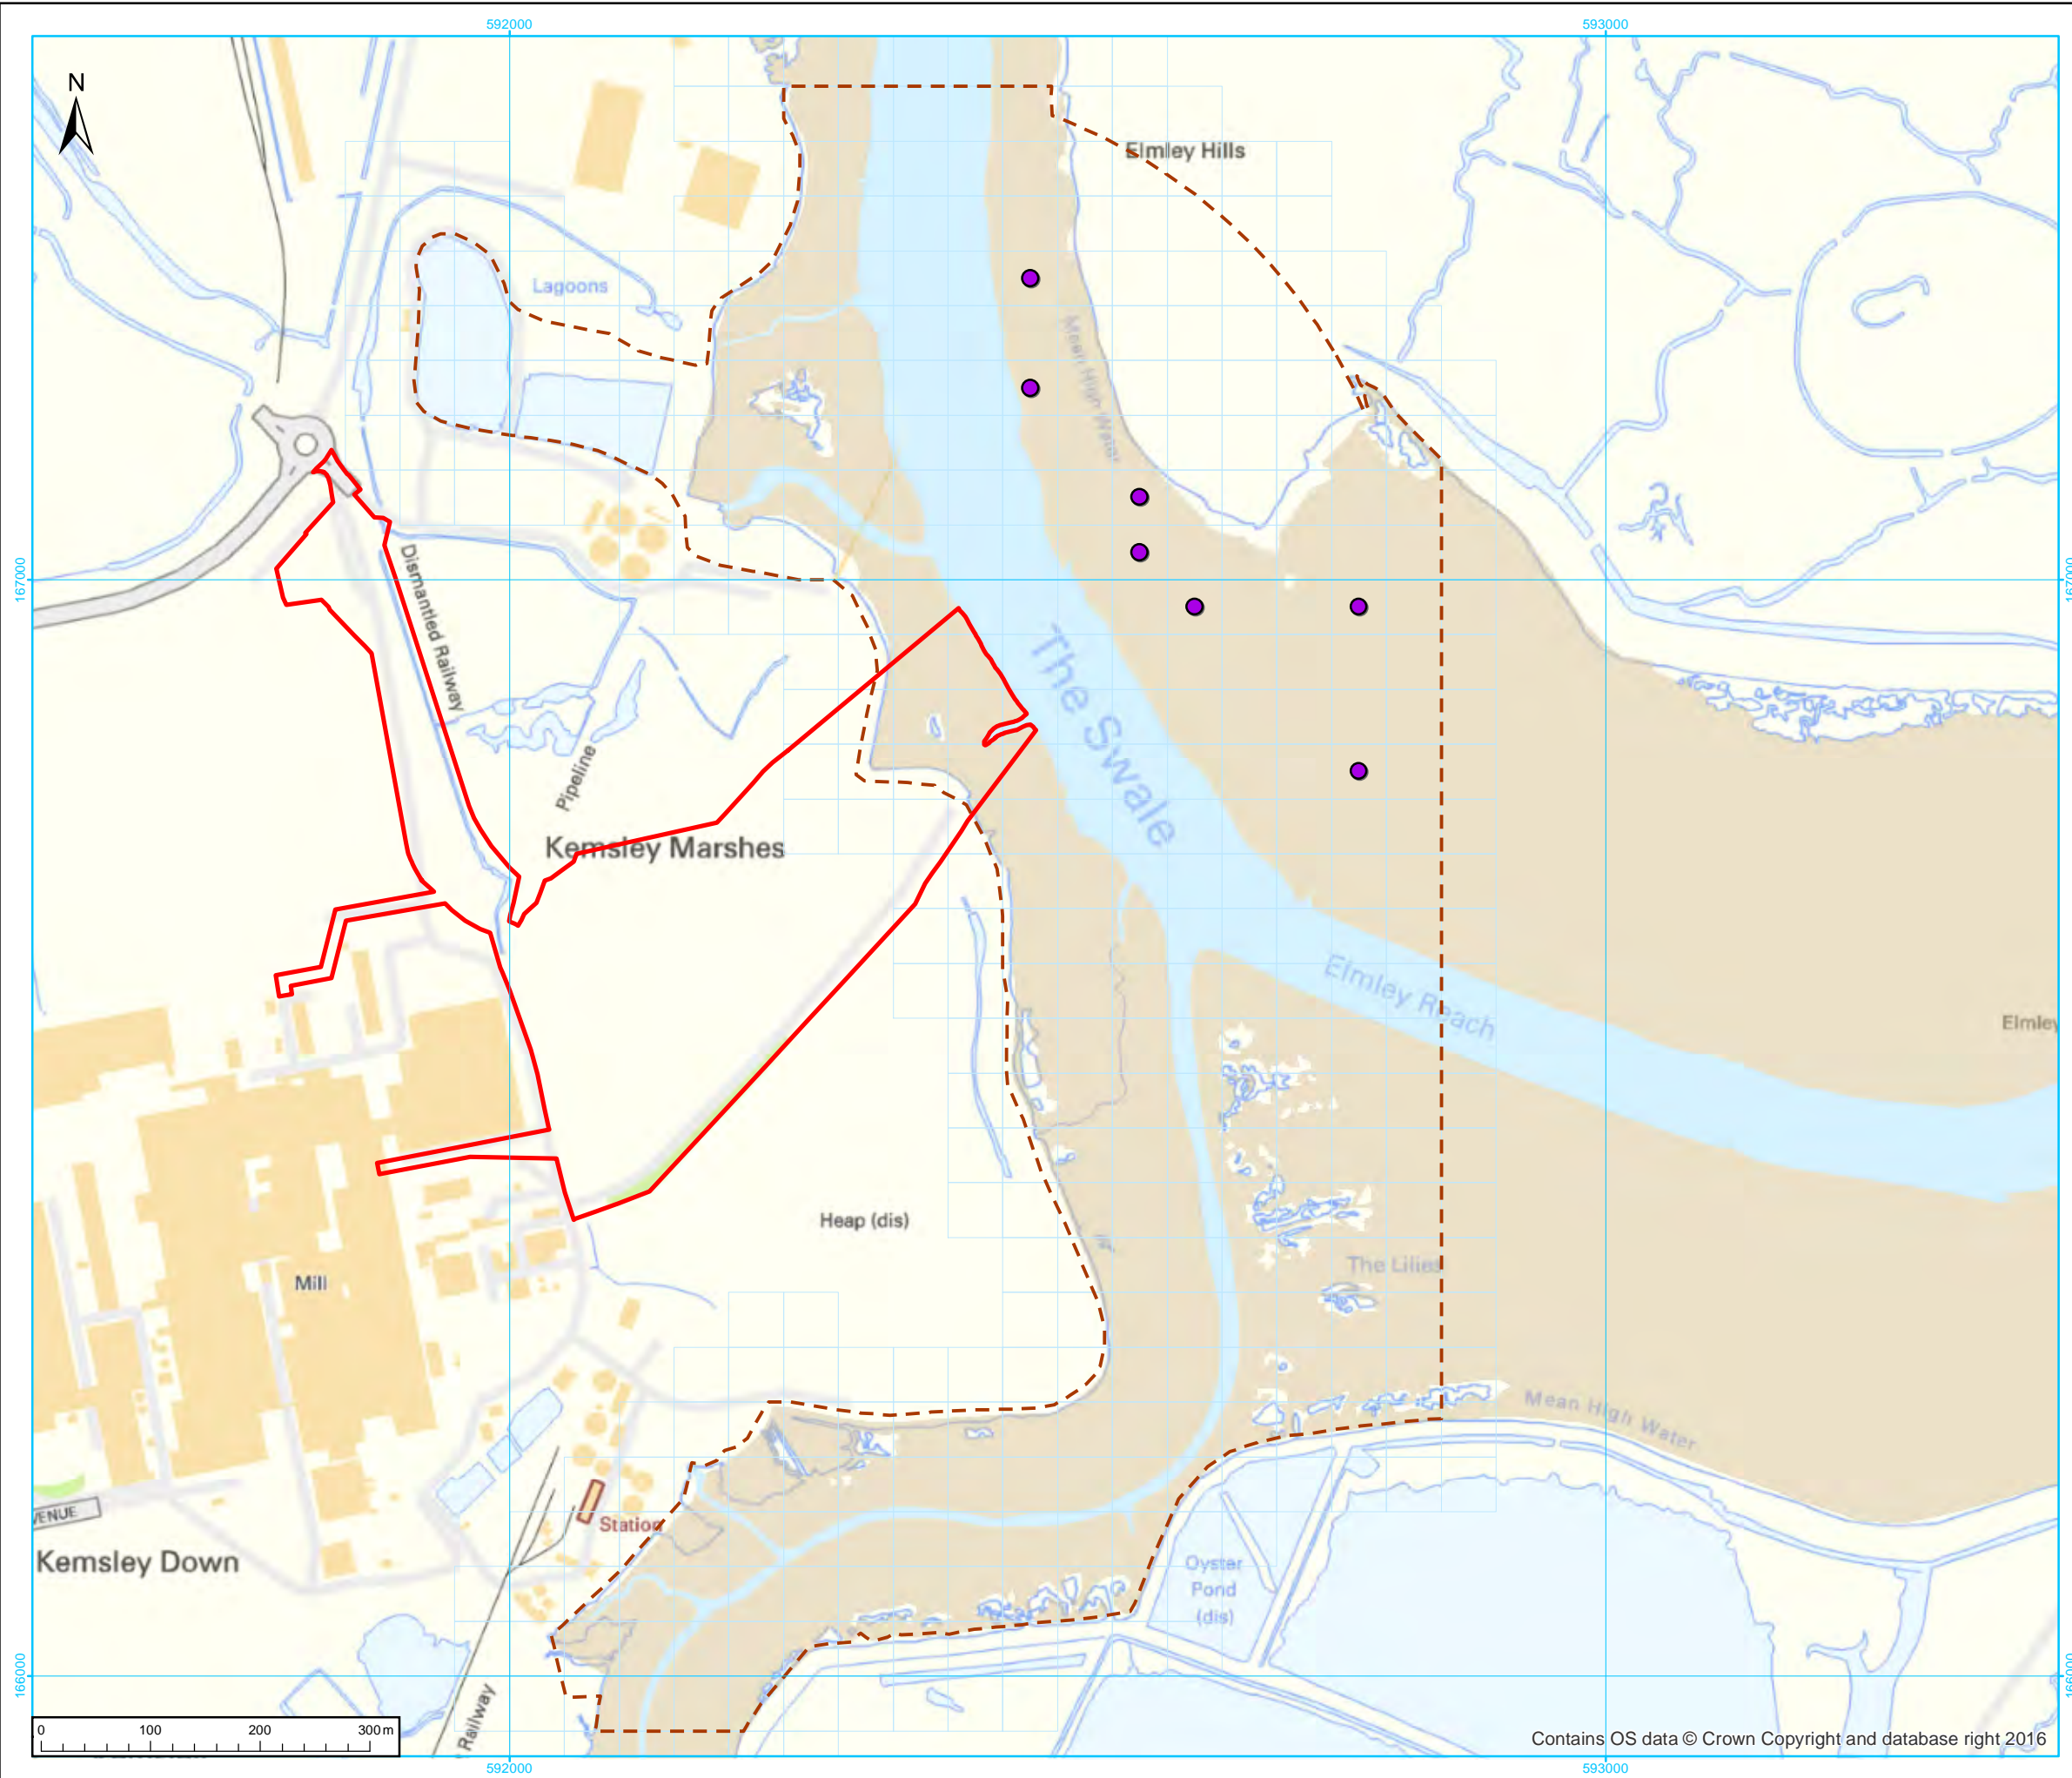 592000
593000
N
Elmley Hills
Lagoons
Mean High Water
167000
167000
Dismantled Railway
The Swale
Pipeline
Kemsley Marshes
Elmley Reach
Elmley
Heap (dis)
The Lilies
Mill
Mean High Water
VENUE
Station
Kemsley Down
Oyster
Pond
(dis)
166000
166000
Railway
0 100 200 300 m
Contains OS data © Crown Copyright and database right 2016
592000
593000